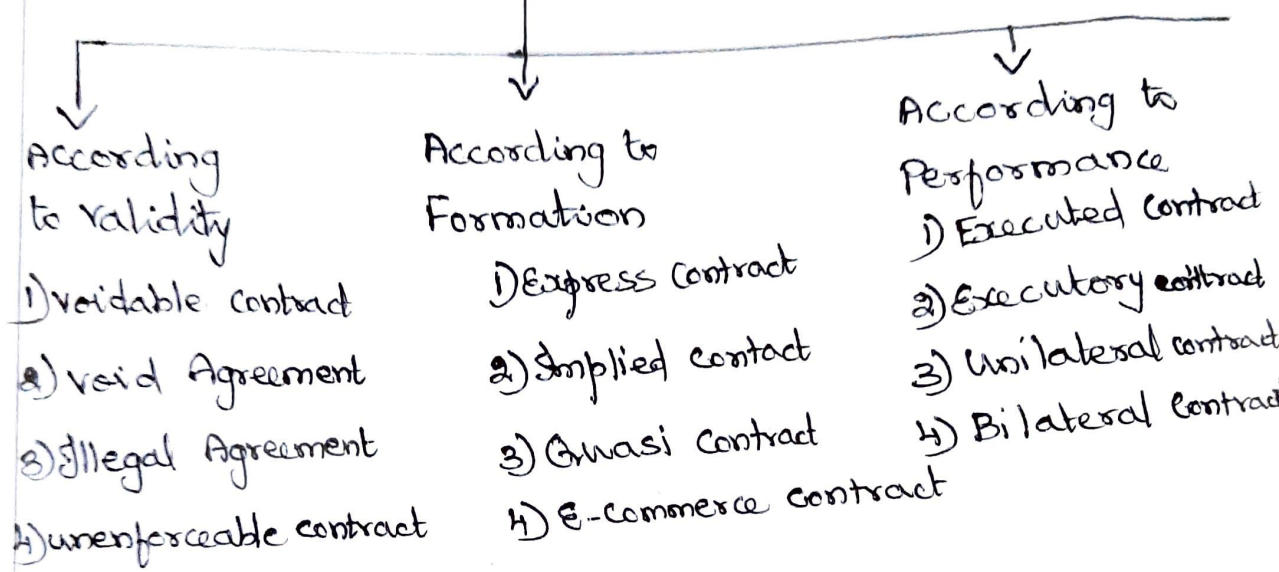 According
to validity
1) voidable contract
2) void Agreement
3) Illegal Agreement
4) unenforceable contract
According to
Formation
1) Express contract
2) Implied contact
3) Quasi contract
4) E-commerce contract
According to
Performance
1) Executed contract
2) Executory contract
3) Unilateral contract
4) Bilateral contract